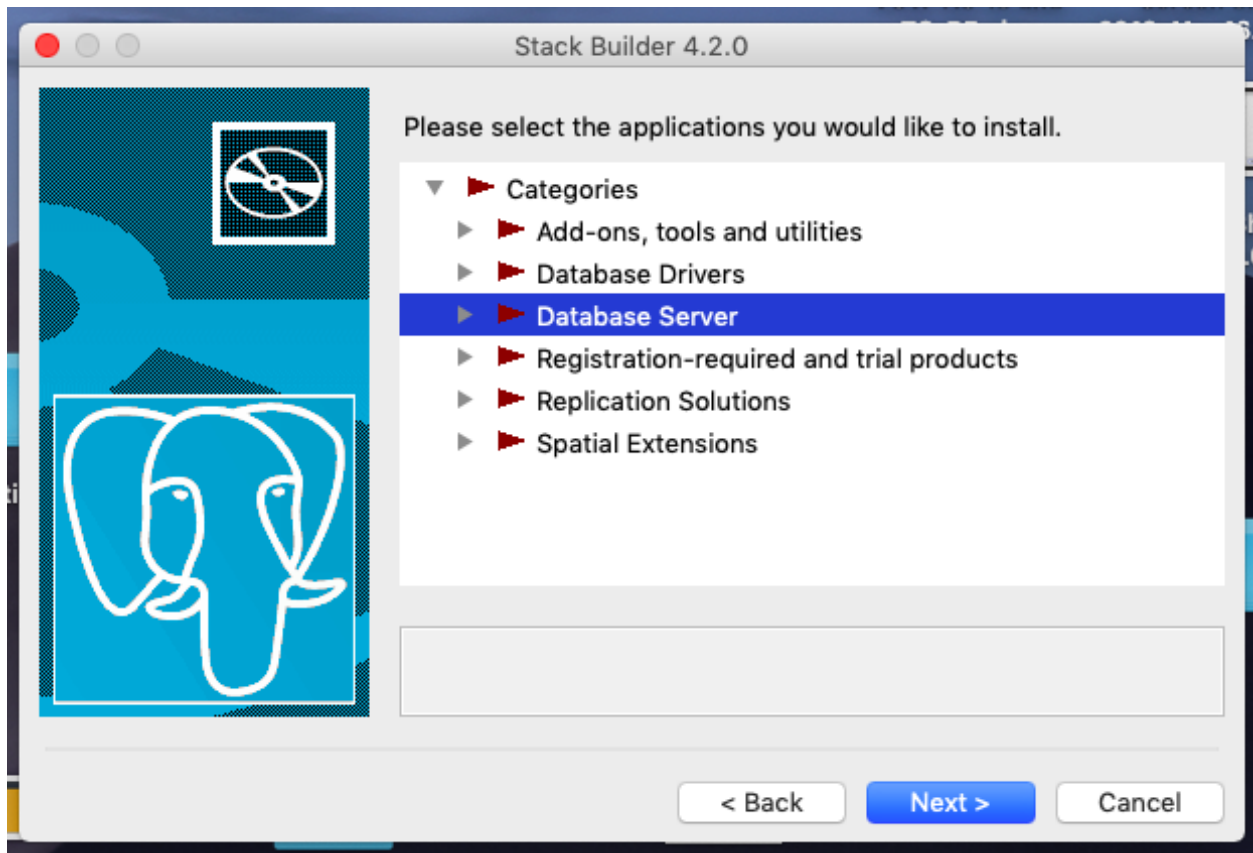 Stack Builder 4.2.0
Please select the applications you would like to install.
Categories
Add-ons, tools and utilities
Database Drivers
Database Server
Registration-required and trial products
Replication Solutions
Spatial Extensions
< Back
Next >
Cancel